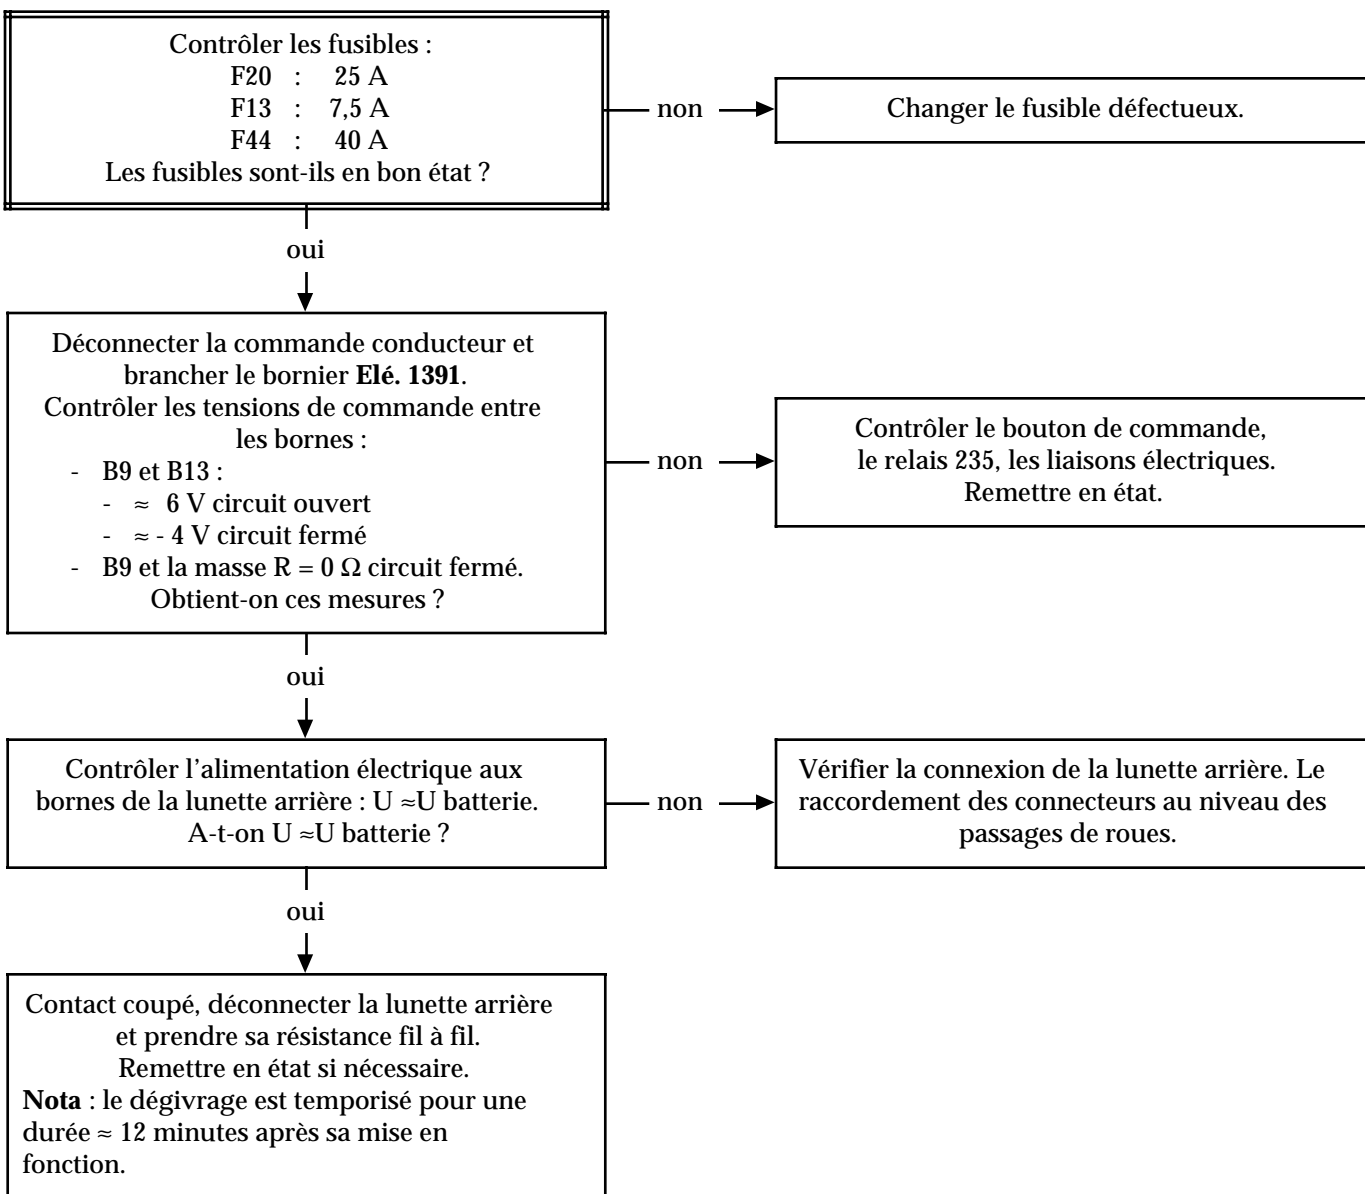 Contrôler les fusibles :
F20 : 25 A
F13 : 7,5 A
F44 : 40 A
Les fusibles sont-ils en bon état ?
non
Changer le fusible défectueux.
oui
Déconnecter la commande conducteur et
brancher le bornier Elé. 1391.
Contrôler les tensions de commande entre
les bornes :
- B9 et B13 :
- ≈ 6 V circuit ouvert
- ≈ - 4 V circuit fermé
- B9 et la masse R = 0 Ω circuit fermé.
Obtient-on ces mesures ?
non
Contrôler le bouton de commande,
le relais 235, les liaisons électriques.
Remettre en état.
oui
Contrôler l'alimentation électrique aux
bornes de la lunette arrière : U ≈U batterie.
A-t-on U ≈U batterie ?
non
Vérifier la connexion de la lunette arrière. Le
raccordement des connecteurs au niveau des
passages de roues.
oui
Contact coupé, déconnecter la lunette arrière
et prendre sa résistance fil à fil.
Remettre en état si nécessaire.
Nota : le dégivrage est temporisé pour une
durée ≈ 12 minutes après sa mise en
fonction.